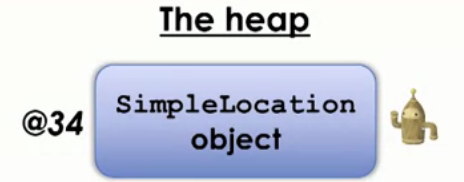 The heap
@34
SimpleLocation
object